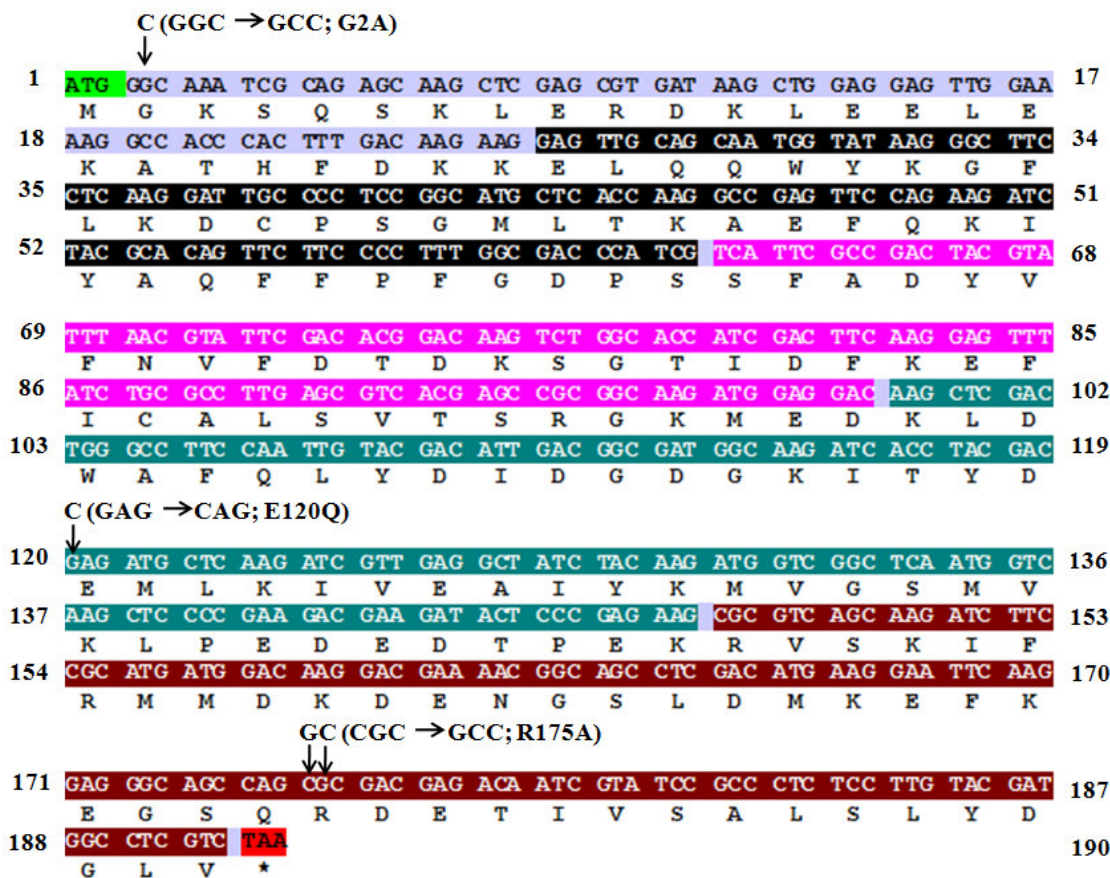 C (GGC → GCC; G2A)
1 ATG GGC AAA TCG CAG AGC AAG CTC GAG CGT GAT AAG CTG GAG GAG TTG GAA 17
M G K S Q S K L E R D K L E E L E
18 AAG GCC ACC CAC TTT GAC AAG AAG GAG TTG CAG CAA TGG TAT AAG GGC TTC 34
K A T H F D K K E L Q Q W Y K G F
35 CTC AAG GAT TGC CCC TCC GGC ATG CTC ACC AAG GCC GAG TTC CAG AAG ATC 51
L K D C P S G M L T K A E F Q K I
52 TAC GCA CAG TTC TTC CCC TTT GGC GAC CCA TCG TCA TTC GCC GAC TAC GTA 68
Y A Q F F P F G D P S S F A D Y V
69 TTT AAC GTA TTC GAC ACG GAC AAG TCT GGC ACC ATC GAC TTC AAG GAG TTT 85
F N V F D T D K S G T I D F K E F
86 ATC TGC GCC TTG AGC GTC ACG AGC CGC GGC AAG ATG GAG GAC AAG CTC GAC 102
I C A L S V T S R G K M E D K L D
103 TGG GCC TTC CAA TTG TAC GAC ATT GAC GGC GAT GGC AAG ATC ACC TAC GAC 119
W A F Q L Y D I D G D G K I T Y D
C (GAG → CAG; E120Q)
120 GAG ATG CTC AAG ATC GTT GAG GCT ATC TAC AAG ATG GTC GGC TCA ATG GTC 136
E M L K I V E A I Y K M V G S M V
137 AAG CTC CCC GAA GAC GAA GAT ACT CCC GAG AAG CGC GTC AGC AAG ATC TTC 153
K L P E D E D T P E K R V S K I F
154 CGC ATG ATG GAC AAG GAC GAA AAC GGC AGC CTC GAC ATG AAG GAA TTC AAG 170
R M M D K D E N G S L D M K E F K
GC (CGC → GCC; R175A)
171 GAG GGC AGC CAG CGC GAC GAG ACA ATC GTA TCC GCC CTC TCC TTG TAC GAT 187
E G S Q R D E T I V S A L S L Y D
188 GGC CTC GTC TAA 190
G L V *